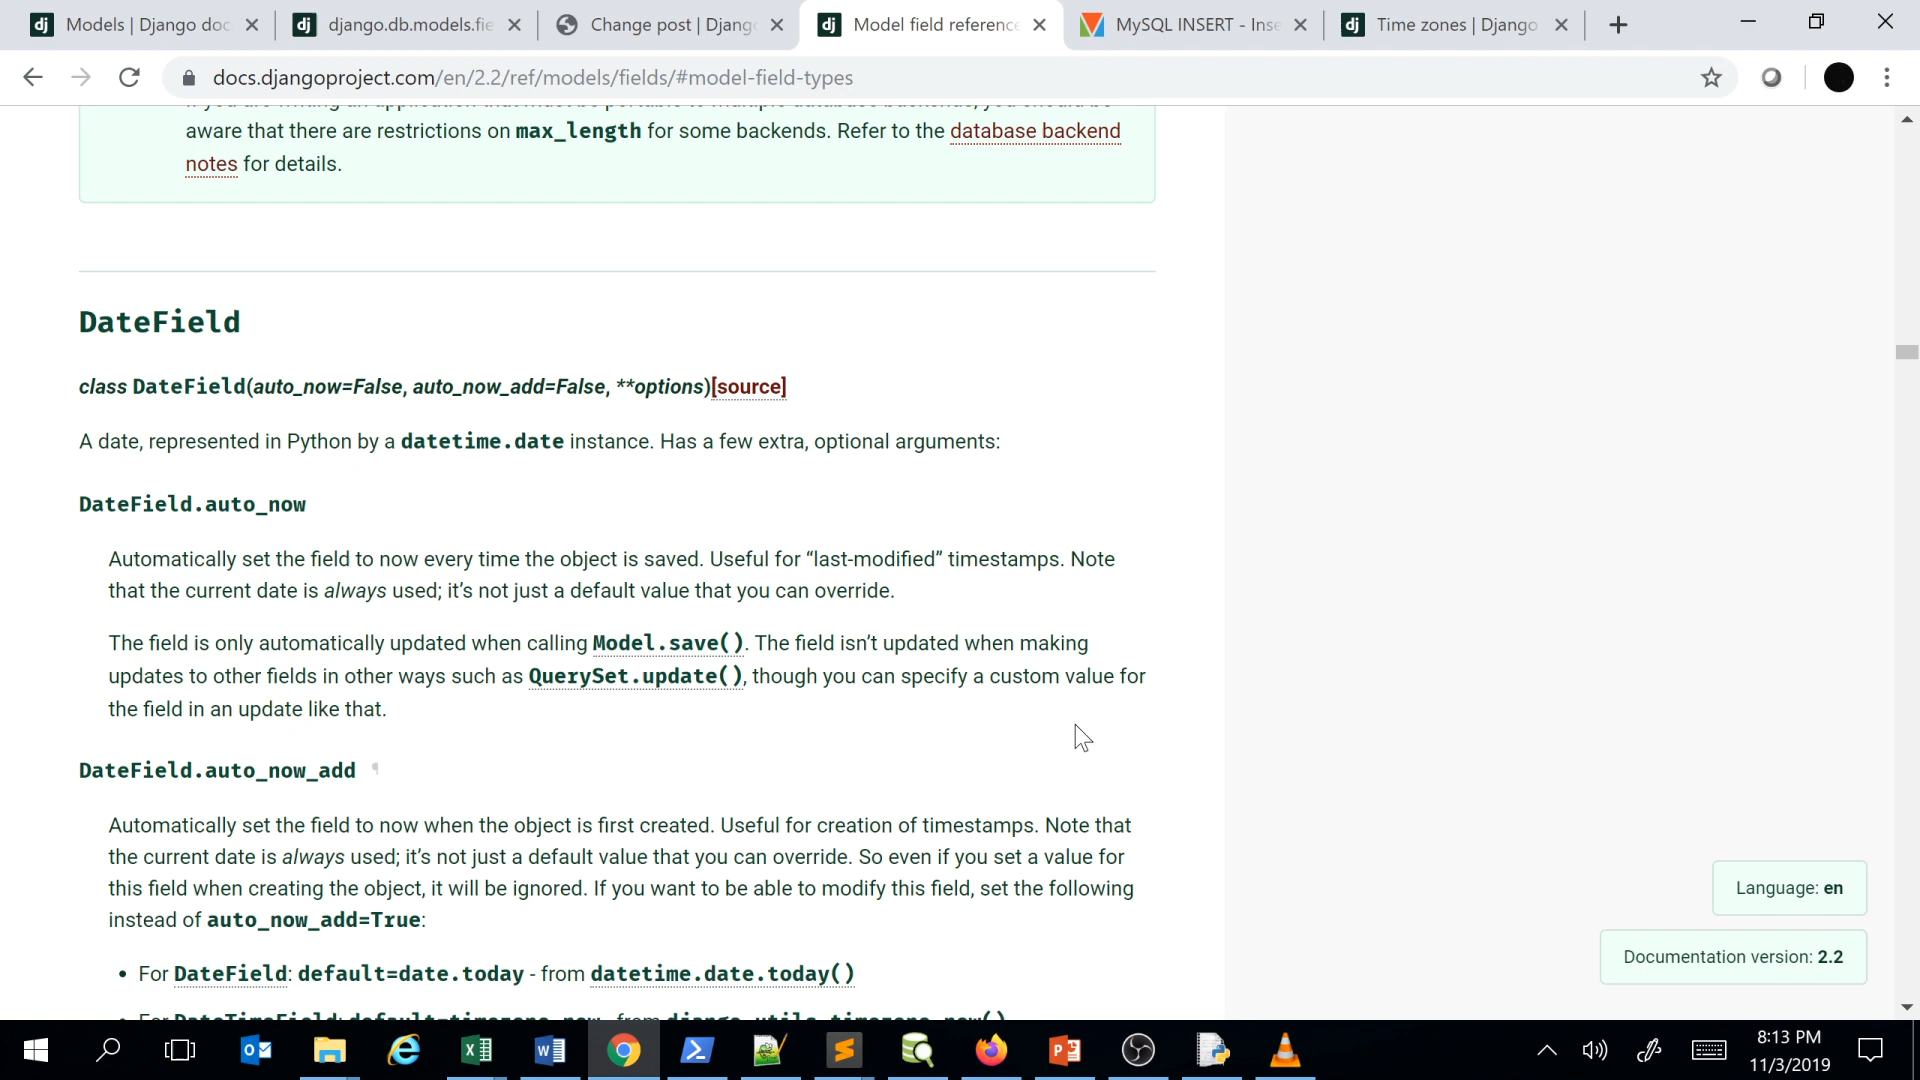 Models | Django doc
django.db.models.fie
Change post | Djang
Model field reference
MySQL INSERT - Inse
Time zones | Django
docs.djangoproject.com/en/2.2/ref/models/fields/#model-field-types
aware that there are restrictions on max_length for some backends. Refer to the database backend
notes for details.
DateField
class DateField(auto_now=False, auto_now_add=False, **options)[source]
A date, represented in Python by a datetime.date instance. Has a few extra, optional arguments:
DateField.auto_now
Automatically set the field to now every time the object is saved. Useful for “last-modified” timestamps. Note
that the current date is always used; it’s not just a default value that you can override.
The field is only automatically updated when calling Model.save(). The field isn’t updated when making
updates to other fields in other ways such as QuerySet.update(), though you can specify a custom value for
the field in an update like that.
DateField.auto_now_add ¶
Automatically set the field to now when the object is first created. Useful for creation of timestamps. Note that
the current date is always used; it’s not just a default value that you can override. So even if you set a value for
this field when creating the object, it will be ignored. If you want to be able to modify this field, set the following
instead of auto_now_add=True:
• For DateField: default=date.today - from datetime.date.today()
• For DateTimeField: default=timezone.now - from django.utils.timezone.now()
Language: en
Documentation version: 2.2
8:13 PM
11/3/2019